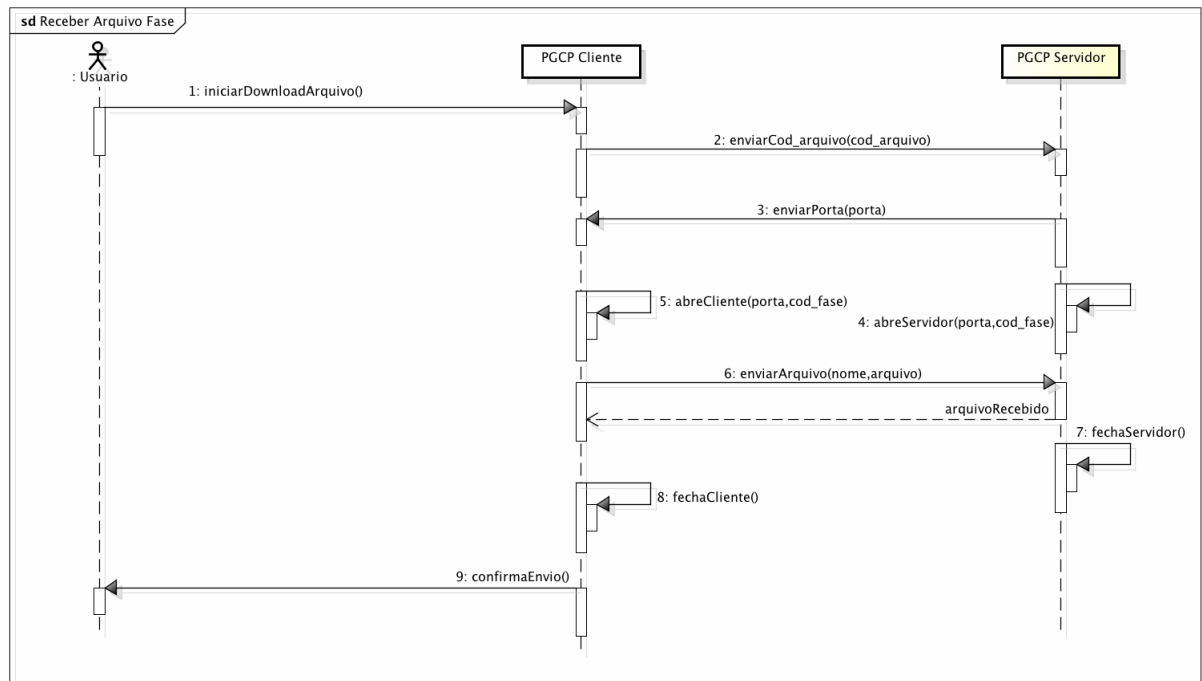 sd Receber Arquivo Fase
: Usuario
PGCP Cliente
PGCP Servidor
1: iniciarDownloadArquivo()
2: enviarCod_arquivo(cod_arquivo)
3: enviarPorta(porta)
5: abreCliente(porta,cod_fase)
4: abreServidor(porta,cod_fase)
6: enviarArquivo(nome,arquivo)
arquivoRecebido
7: fechaServidor()
8: fechaCliente()
9: confirmaEnvio()